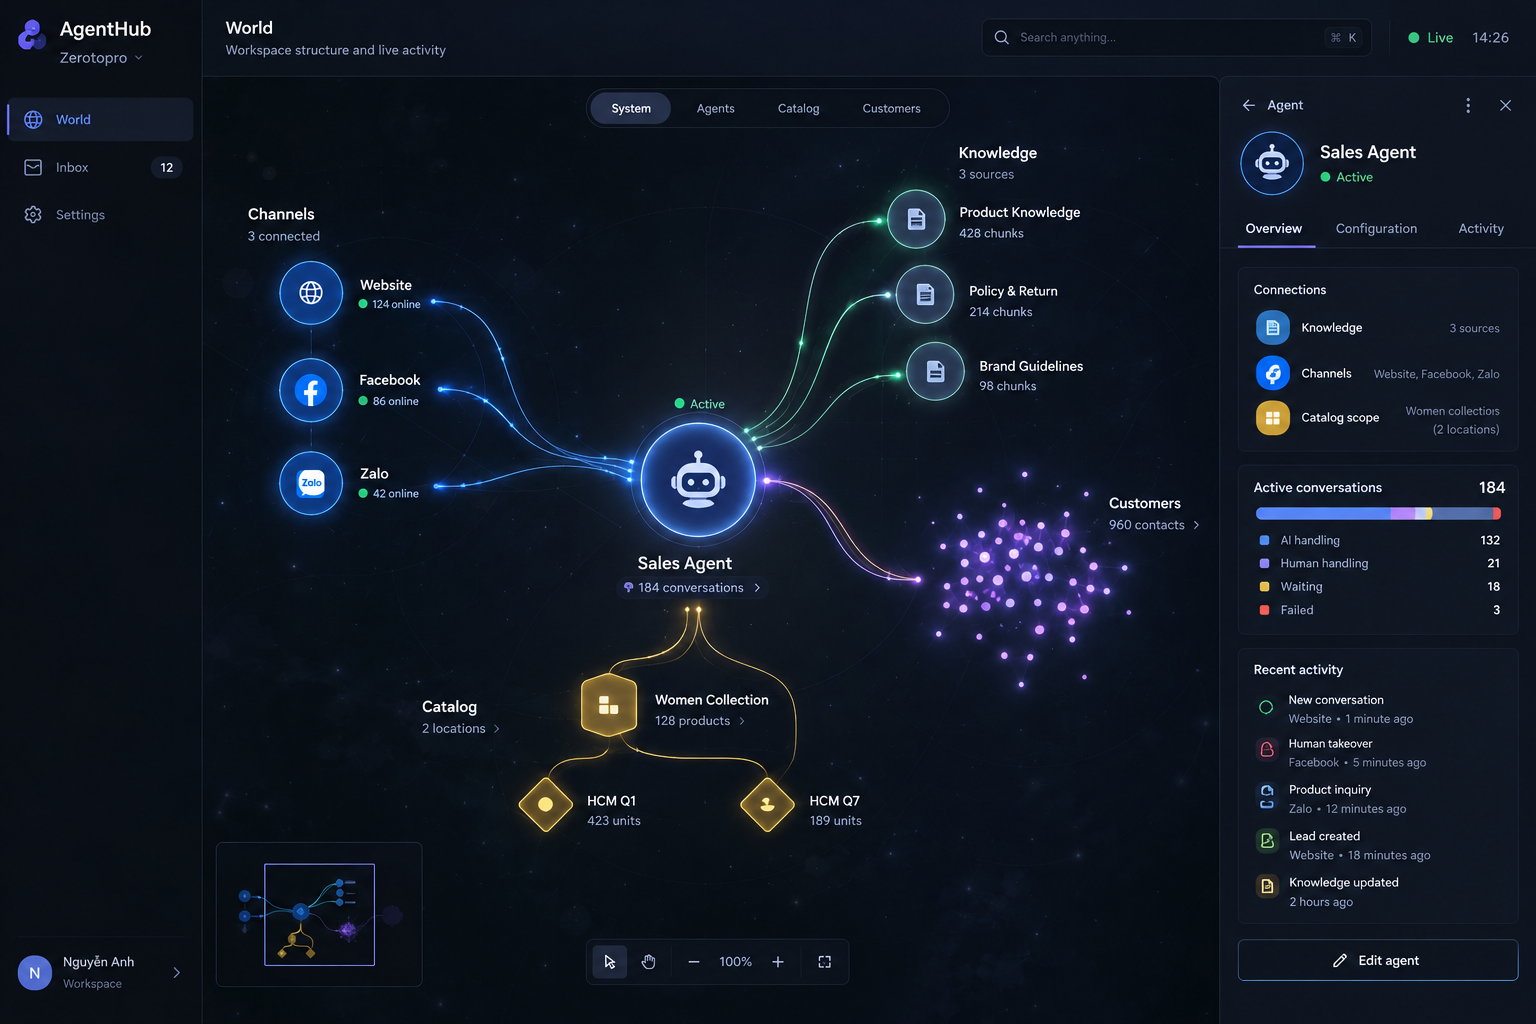 AgentHub
Zerotopro
World
Inbox
12
Settings
Nguyễn Anh
N
Workspace
World
Workspace structure and live activity
Search anything...
⌘ K
Live
14:26
System
Agents
Catalog
Customers
Channels
3 connected
Website
124 online
Facebook
86 online
Zalo
Zalo
42 online
Knowledge
3 sources
Product Knowledge
428 chunks
Policy & Return
214 chunks
Brand Guidelines
98 chunks
Active
Sales Agent
184 conversations
Customers
960 contacts
Catalog
2 locations
Women Collection
128 products
HCM Q1
423 units
HCM Q7
189 units
100%
Agent
Sales Agent
Active
Overview
Configuration
Activity
Connections
Knowledge
3 sources
Channels
Website, Facebook, Zalo
Catalog scope
Women collections
(2 locations)
Active conversations
184
AI handling
132
Human handling
21
Waiting
18
Failed
3
Recent activity
New conversation
Website • 1 minute ago
Human takeover
Facebook • 5 minutes ago
Product inquiry
Zalo • 12 minutes ago
Lead created
Website • 18 minutes ago
Knowledge updated
2 hours ago
Edit agent